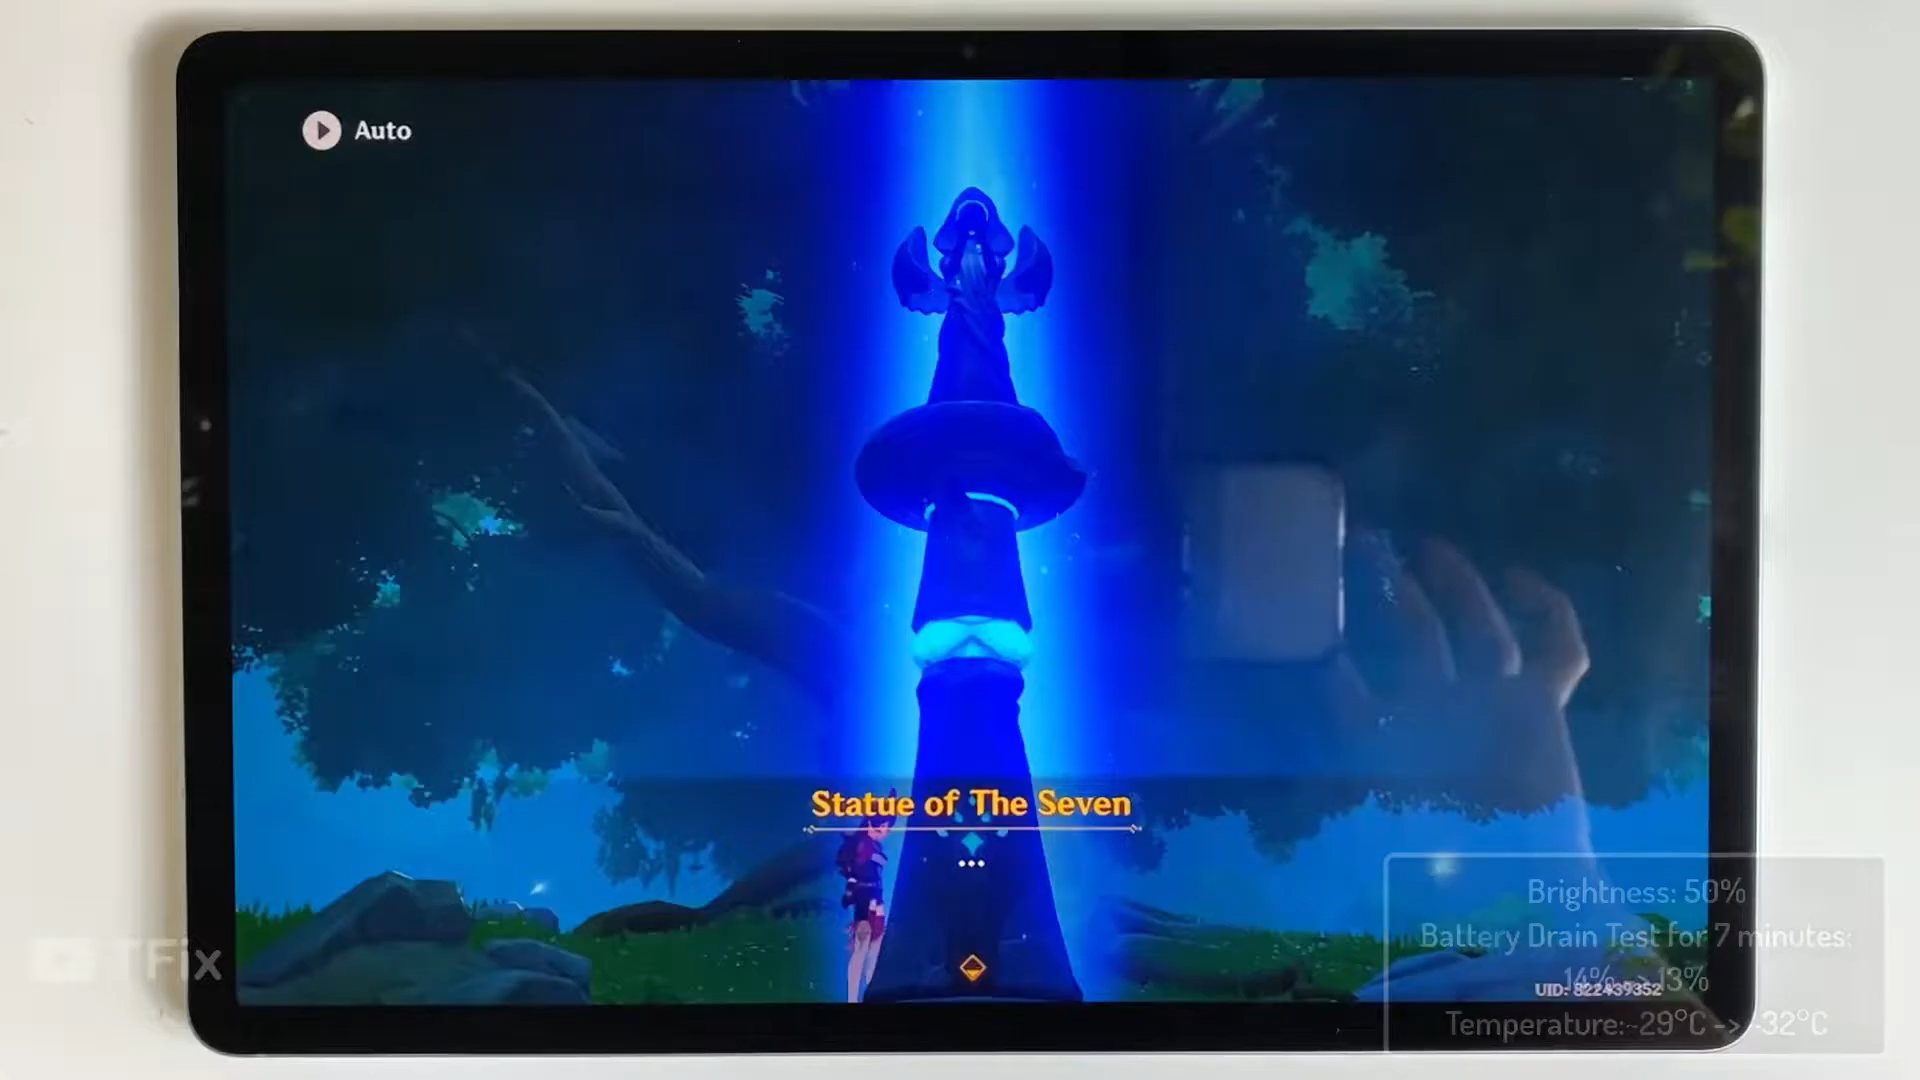 Auto
Statue of The Seven
...
Brightness: 50%
Battery Drain Test for 7 minutes:
14% -> 13%
UID: 822439352
Temperature:~29°C -> ~32°C
TFix